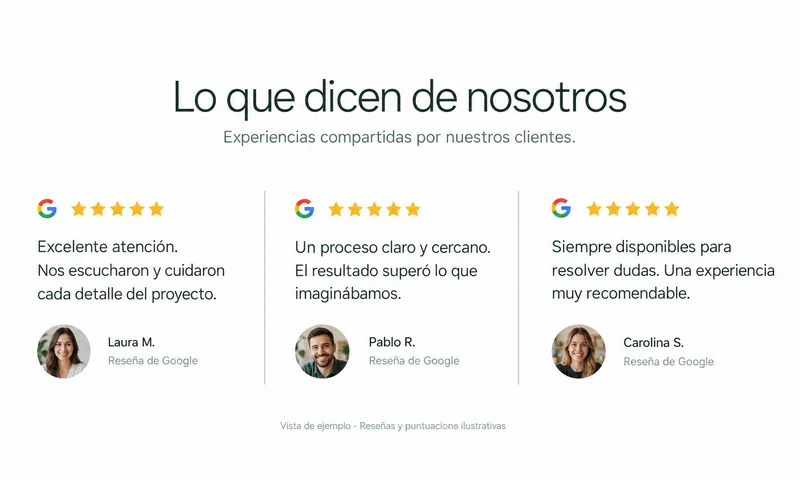 Lo que dicen de nosotros
Experiencias compartidas por nuestros clientes.
Excelente atención.
Nos escucharon y cuidaron
cada detalle del proyecto.
Laura M.
Reseña de Google
Un proceso claro y cercano.
El resultado superó lo que
imaginábamos.
Pablo R.
Reseña de Google
Siempre disponibles para
resolver dudas. Una experiencia
muy recomendable.
Carolina S.
Reseña de Google
Vista de ejemplo · Reseñas y puntuacione ilustrativas